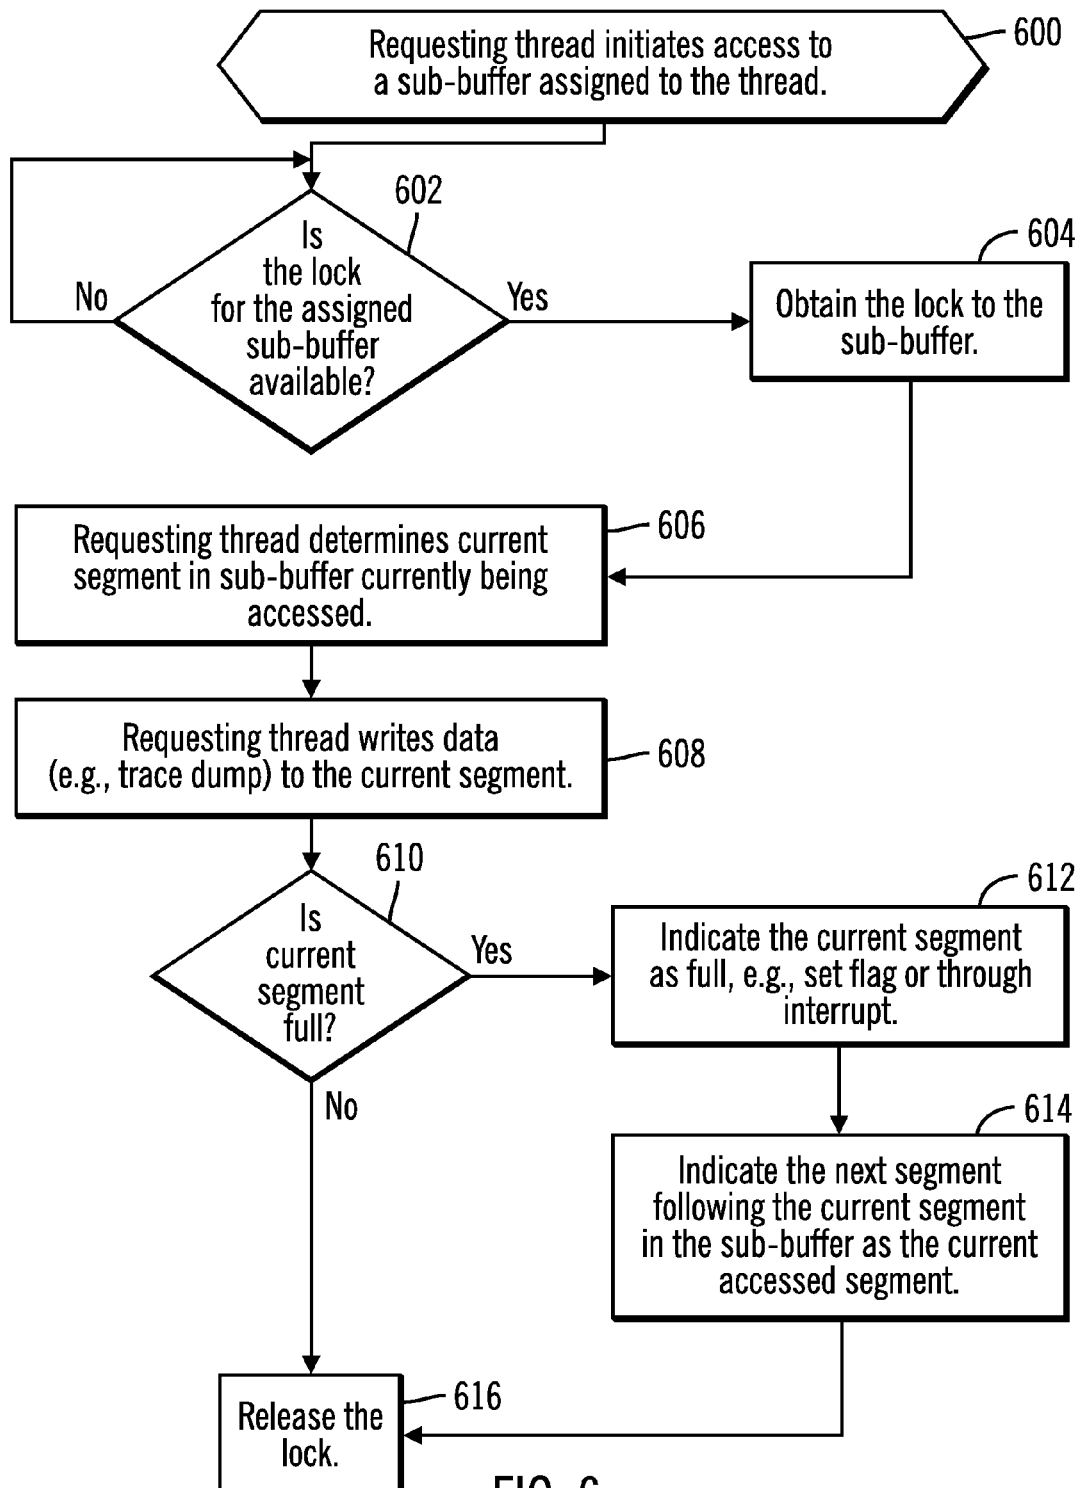 Requesting thread initiates access to
a sub-buffer assigned to the thread.
600
602
Is
the lock
for the assigned
sub-buffer
available?
No
Yes
604
Obtain the lock to the
sub-buffer.
Requesting thread determines current
segment in sub-buffer currently being
accessed.
606
Requesting thread writes data
(e.g., trace dump) to the current segment.
608
610
Is
current
segment
full?
Yes
No
612
Indicate the current segment
as full, e.g., set flag or through
interrupt.
614
Indicate the next segment
following the current segment
in the sub-buffer as the current
accessed segment.
Release the
lock.
616
FIG. 6